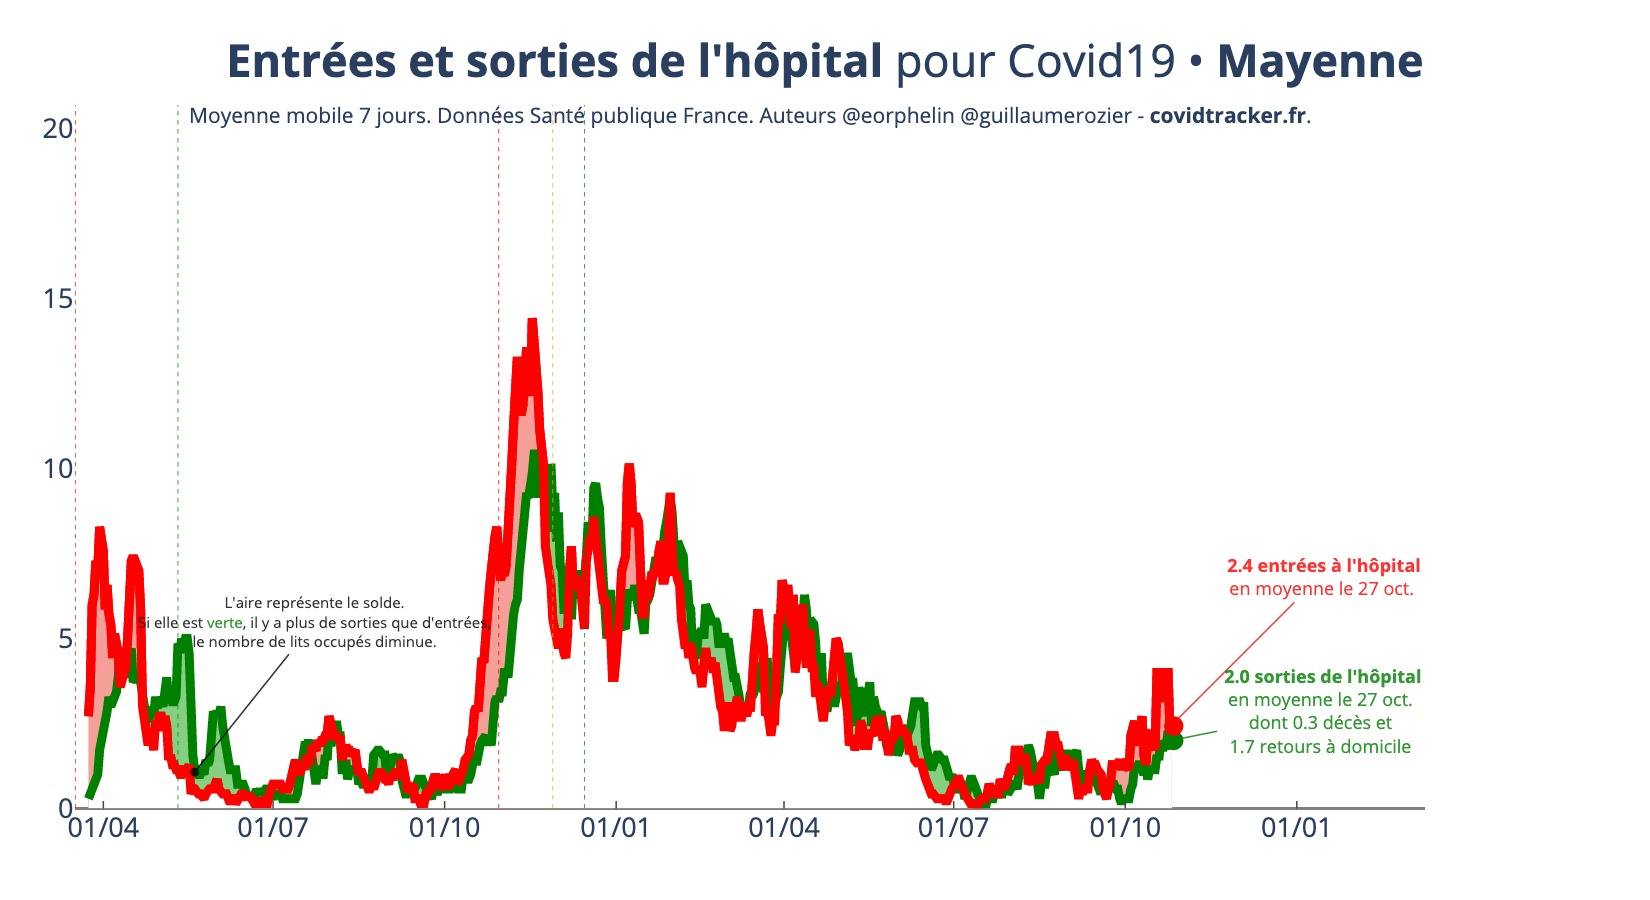 Entrées et sorties de l'hôpital pour Covid19 • Mayenne
Moyenne mobile 7 jours. Données Santé publique France. Auteurs @eorphelin @guillaumerozier - covidtracker.fr.
20
15
10
5
0
L'aire représente le solde.
Si elle est verte, il y a plus de sorties que d'entrées,
le nombre de lits occupés diminue.
2.4 entrées à l'hôpital
en moyenne le 27 oct.
2.0 sorties de l'hôpital
en moyenne le 27 oct.
dont 0.3 décès et
1.7 retours à domicile
01/04 01/07 01/10 01/01 01/04 01/07 01/10 01/01